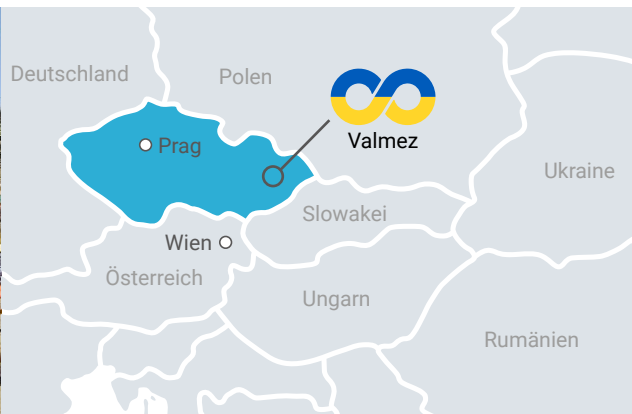 Deutschland
Polen
Valmez
Prag
Ukraine
Slowakei
Wien
Österreich
Ungarn
Rumänien